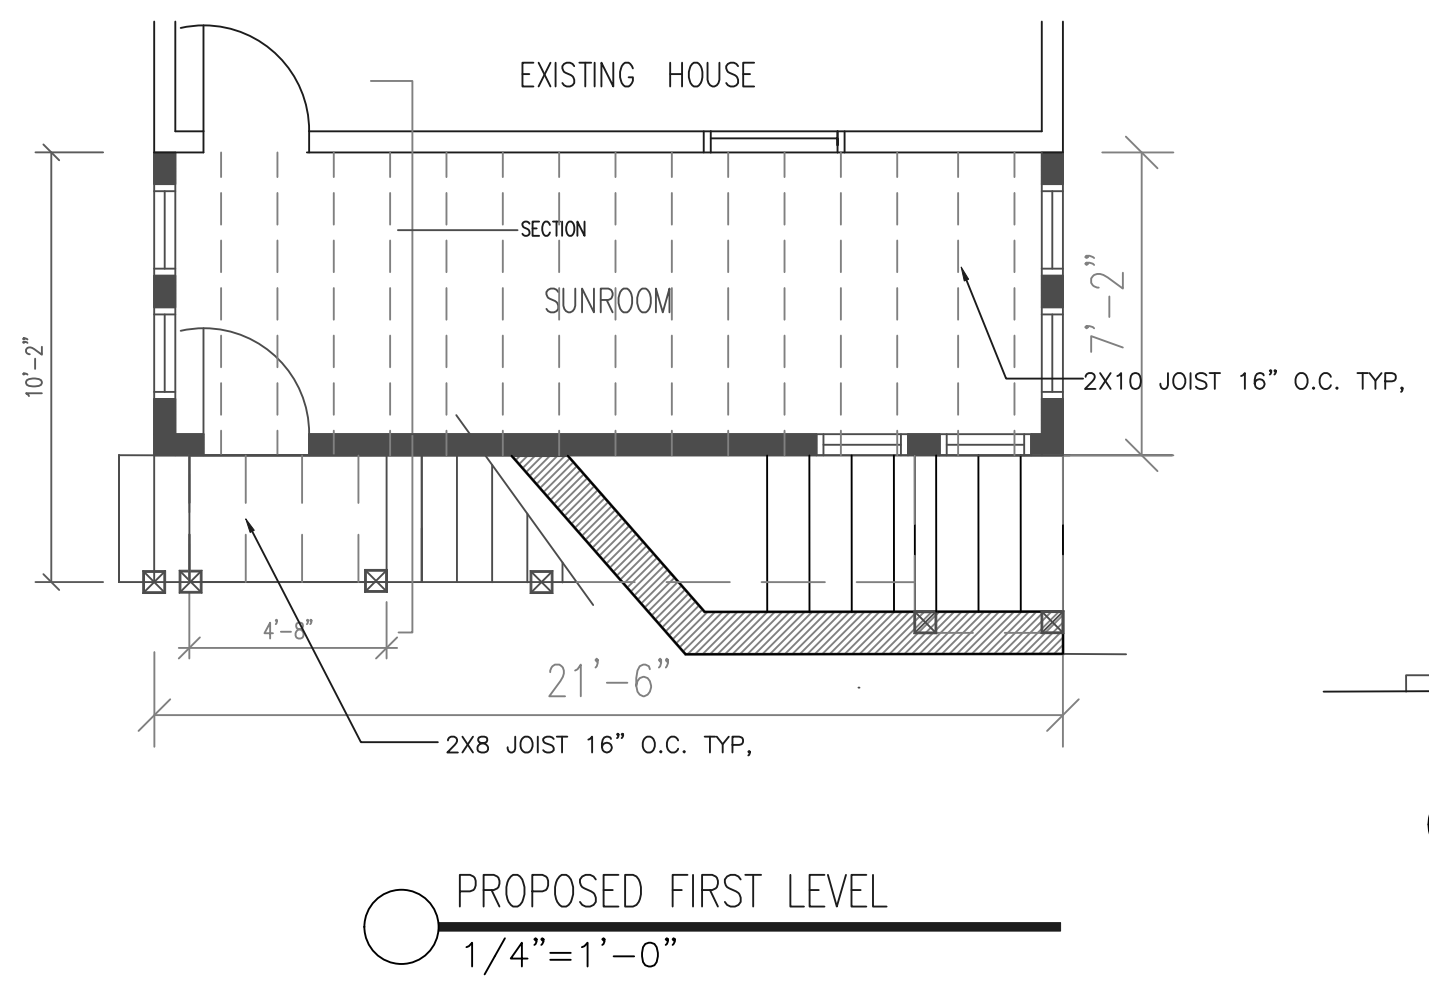 EXISTING HOUSE
SECTION
SUNROOM
7'-2"
10'-2"
2X10 JOIST 16" O.C. TYP,
4'-8"
21'-6"
2X8 JOIST 16" O.C. TYP,
PROPOSED FIRST LEVEL
1/4"=1'-0"